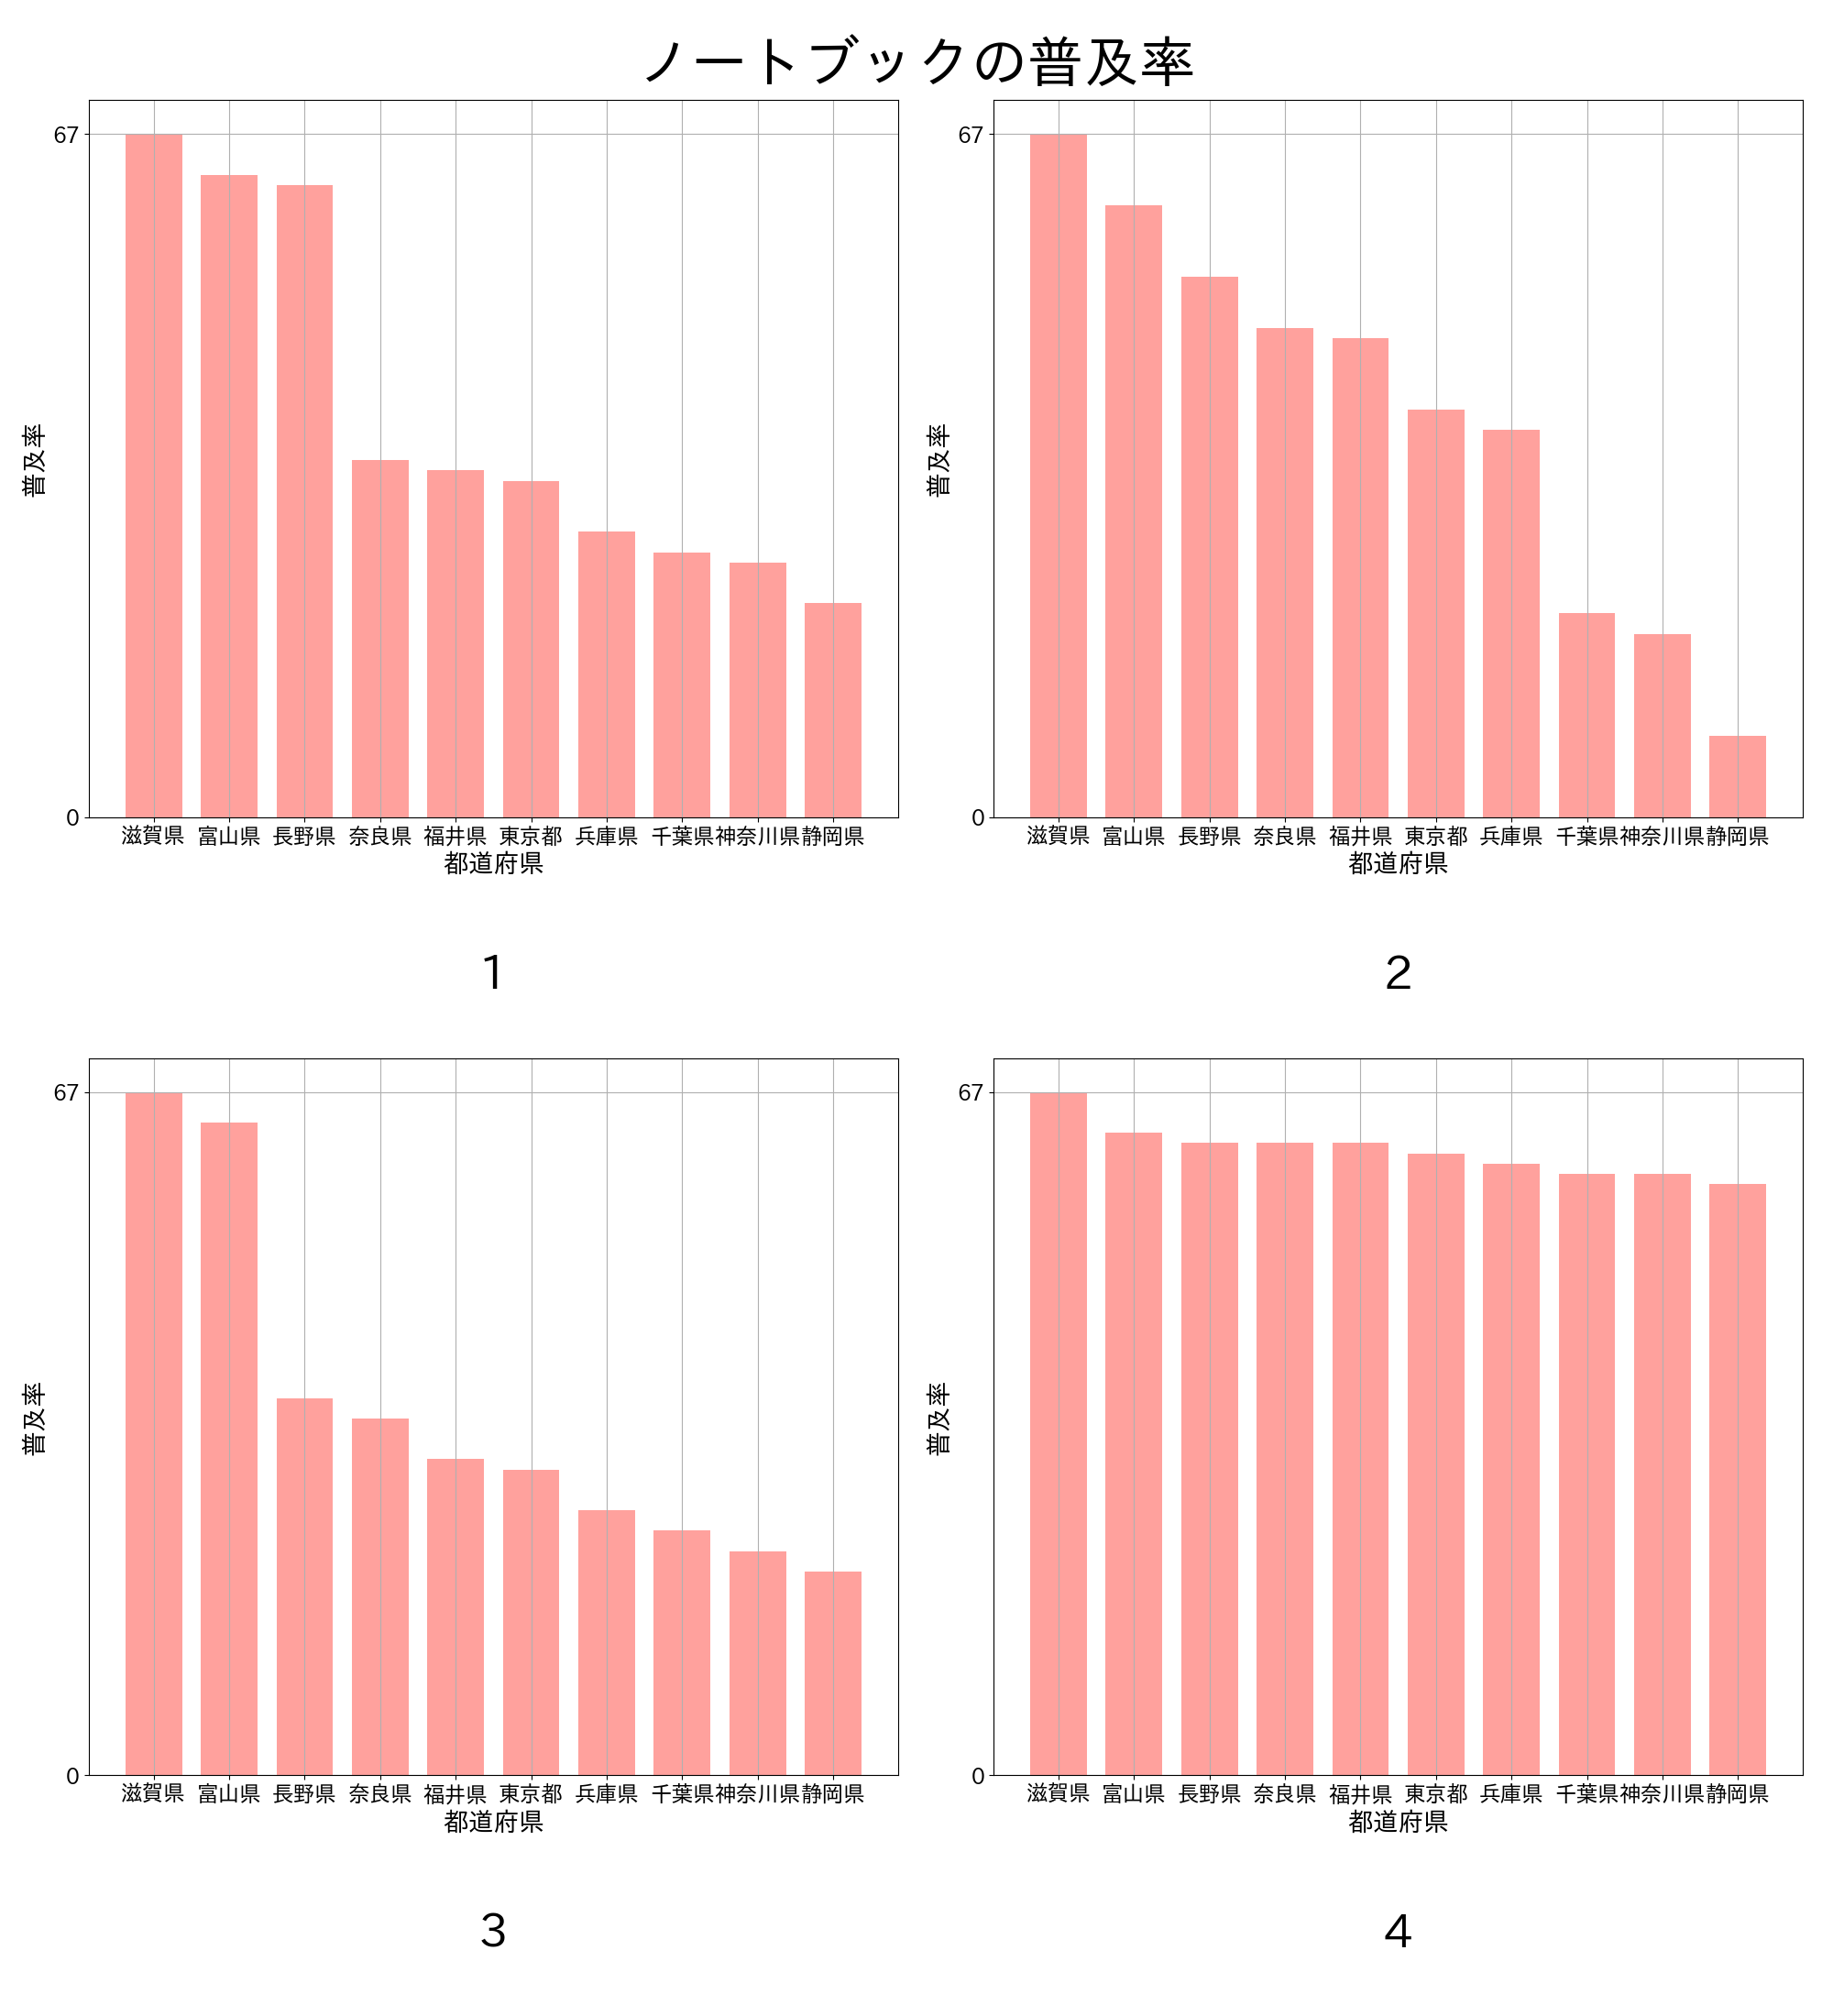 ノートブックの普及率
67
0
普及率
滋賀県 富山県 長野県 奈良県 福井県 東京都 兵庫県 千葉県 神奈川県 静岡県
都道府県
1
67
0
普及率
滋賀県 富山県 長野県 奈良県 福井県 東京都 兵庫県 千葉県 神奈川県 静岡県
都道府県
2
67
0
普及率
滋賀県 富山県 長野県 奈良県 福井県 東京都 兵庫県 千葉県 神奈川県 静岡県
都道府県
3
67
0
普及率
滋賀県 富山県 長野県 奈良県 福井県 東京都 兵庫県 千葉県 神奈川県 静岡県
都道府県
4